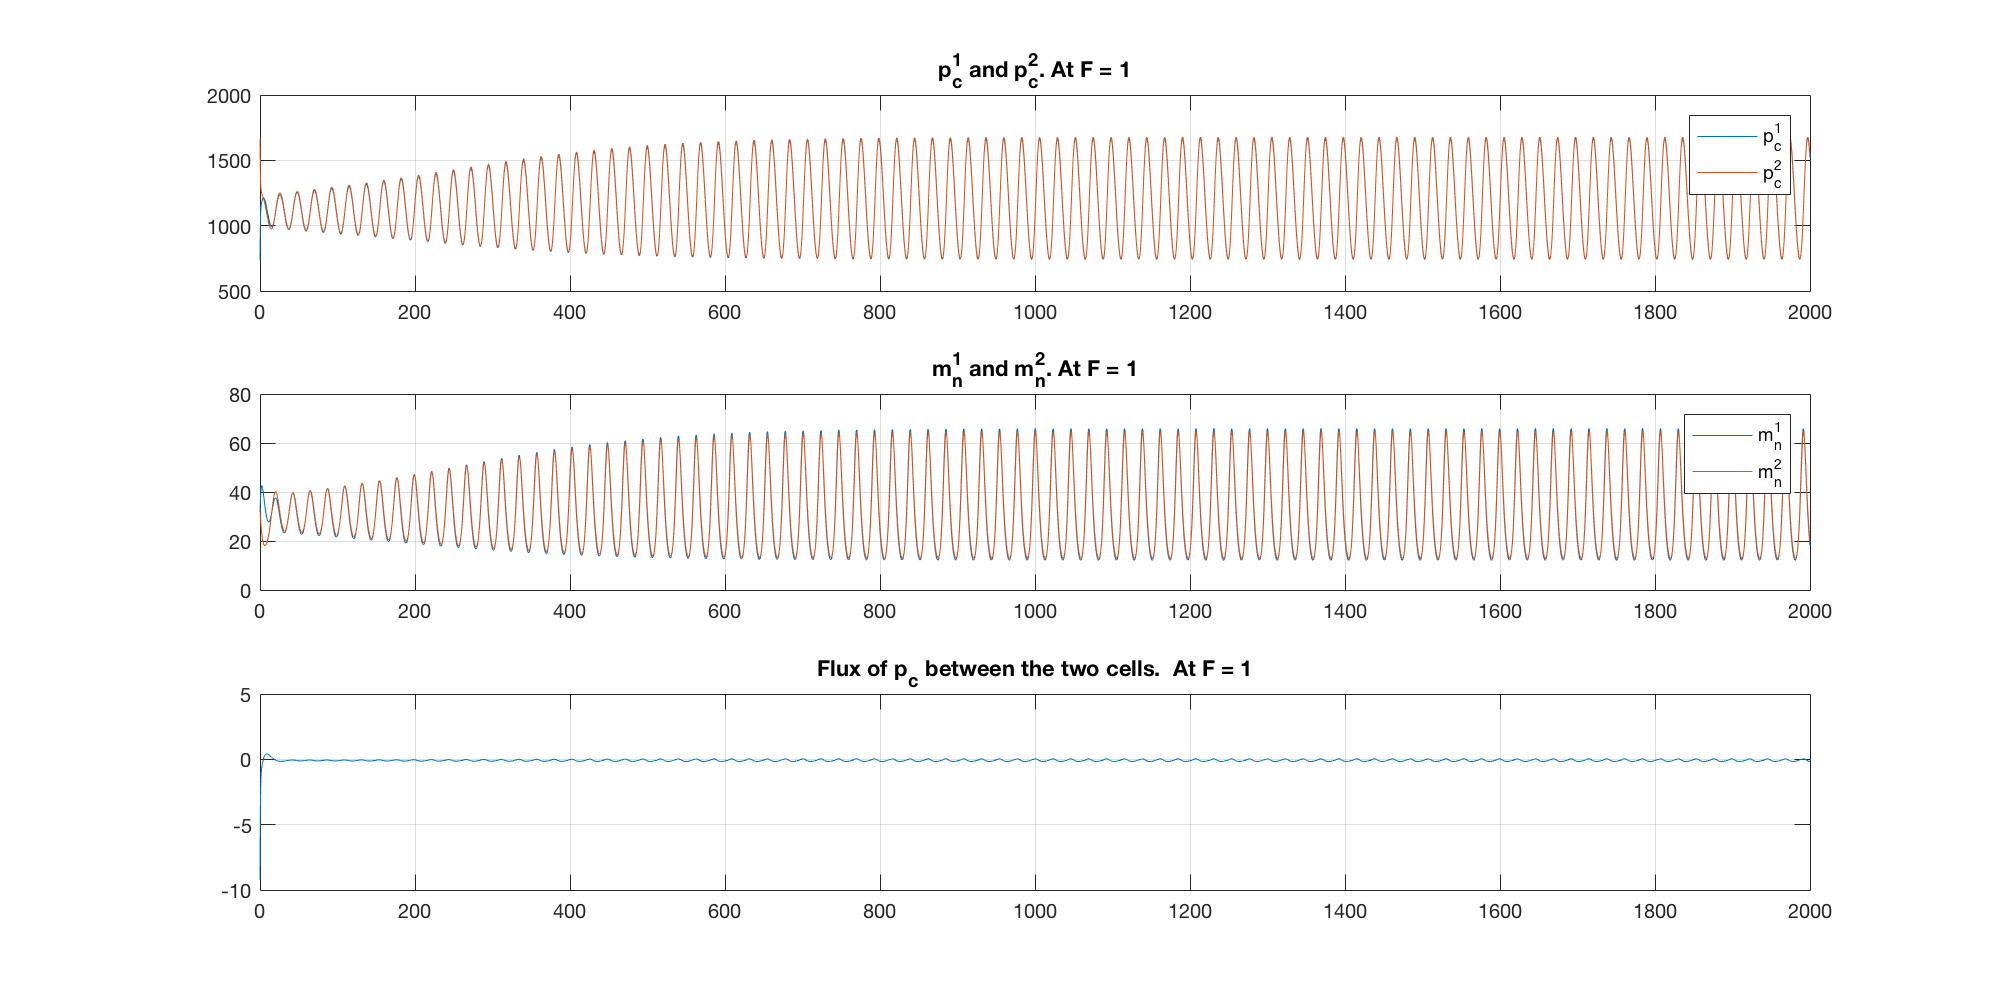 p_c^1 and p_c^2. At F = 1
2000
1500
1000
500
0 200 400 600 800 1000 1200 1400 1600 1800 2000
p_c^1
p_c^2
m_n^1 and m_n^2. At F = 1
80
60
40
20
0
0 200 400 600 800 1000 1200 1400 1600 1800 2000
m_n^1
m_n^2
Flux of p_c between the two cells.  At F = 1
5
0
-5
-10
0 200 400 600 800 1000 1200 1400 1600 1800 2000